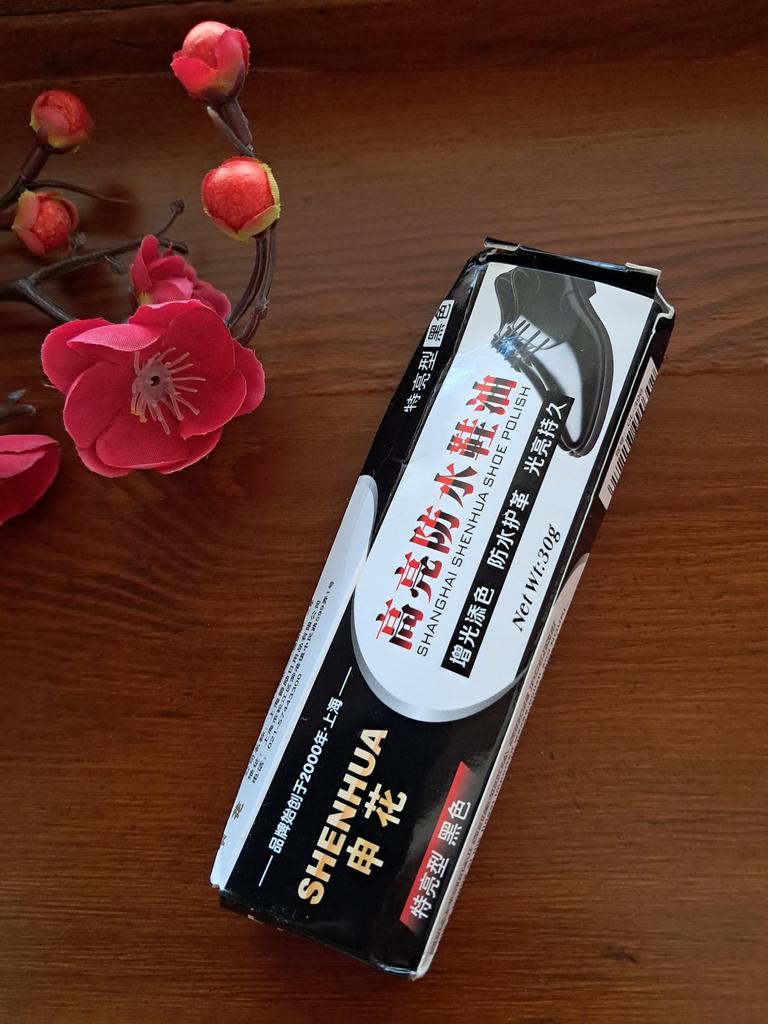 特亮型 黑色
高亮防水鞋油
SHANGHAI SHENHUA SHOE POLISH
增光添色 防水护革 光亮持久
Net Wt:30g
品牌始创于2000年·上海
SHENHUA
申花
特亮型 黑色
021-57443300